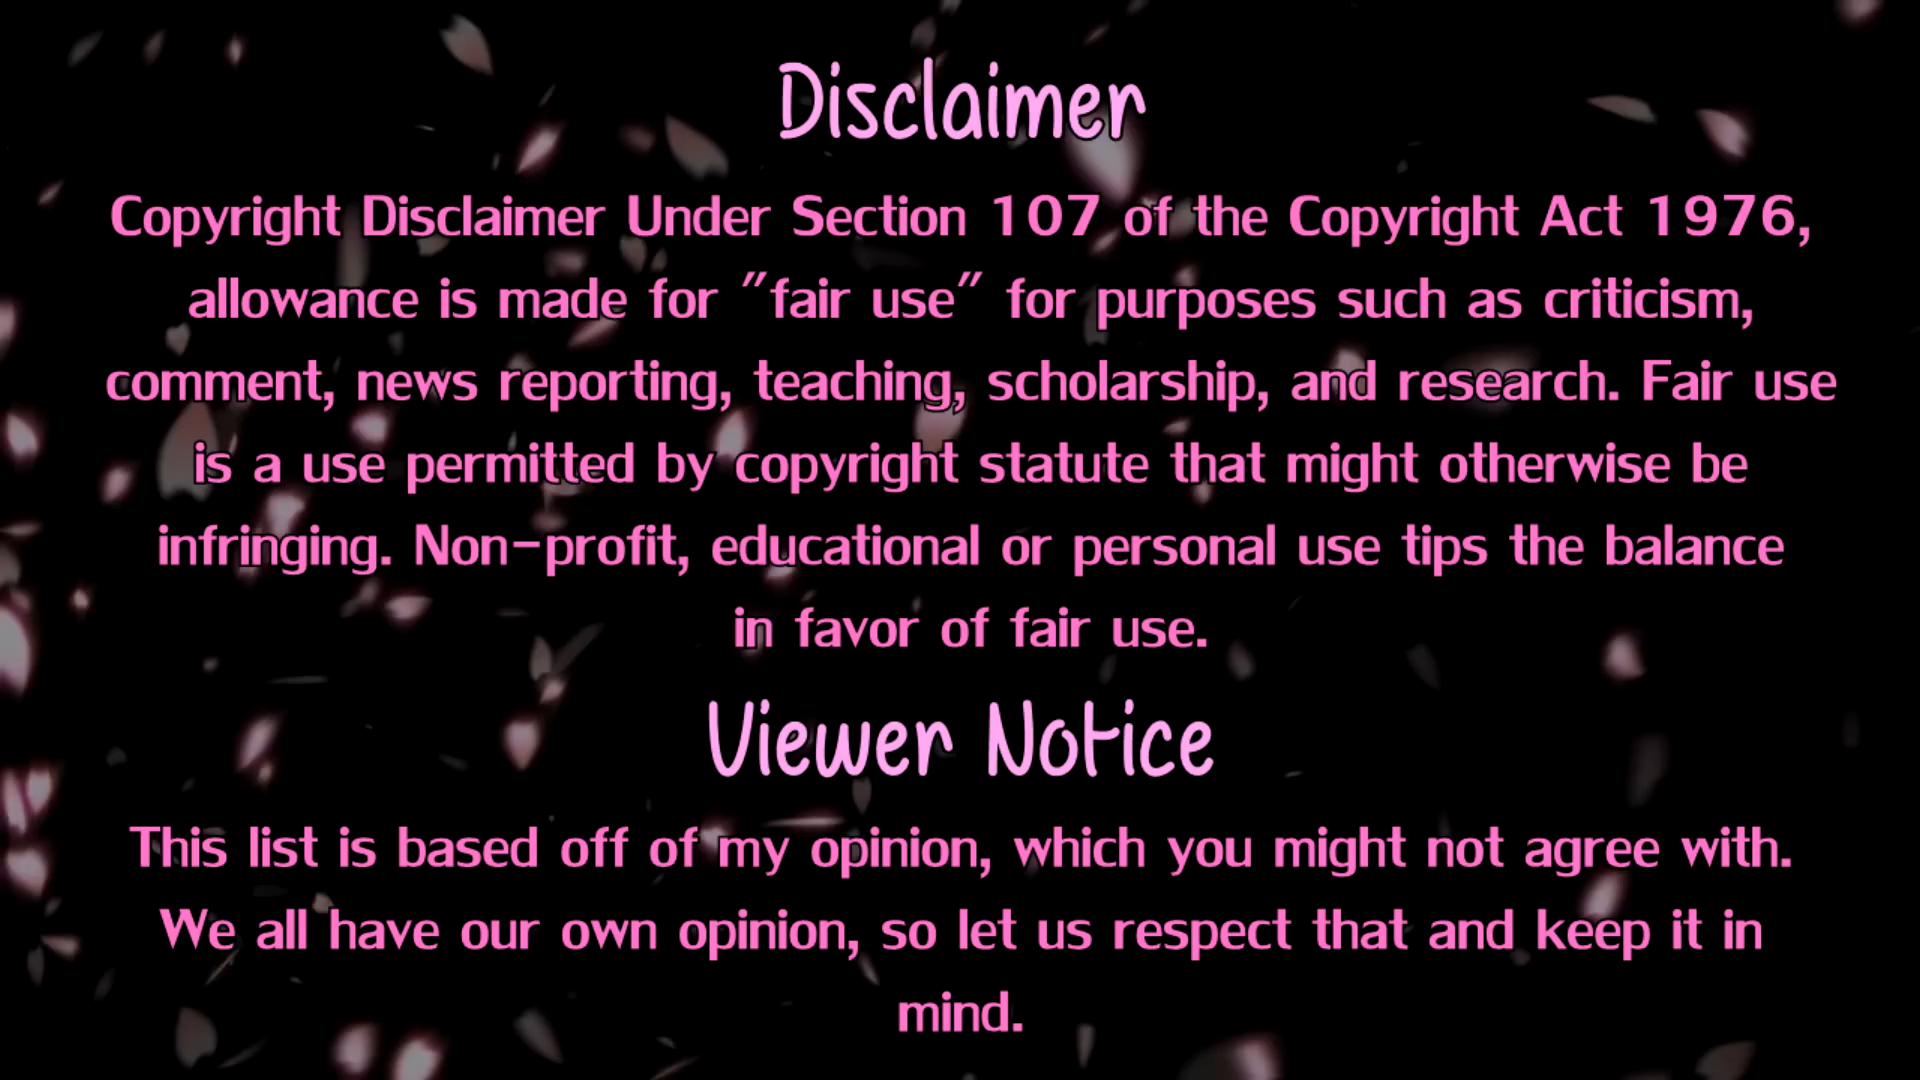 Disclaimer
Copyright Disclaimer Under Section 107 of the Copyright Act 1976,
allowance is made for "fair use" for purposes such as criticism,
comment, news reporting, teaching, scholarship, and research. Fair use
is a use permitted by copyright statute that might otherwise be
infringing. Non-profit, educational or personal use tips the balance
in favor of fair use.
Viewer Notice
This list is based off of my opinion, which you might not agree with.
We all have our own opinion, so let us respect that and keep it in
mind.